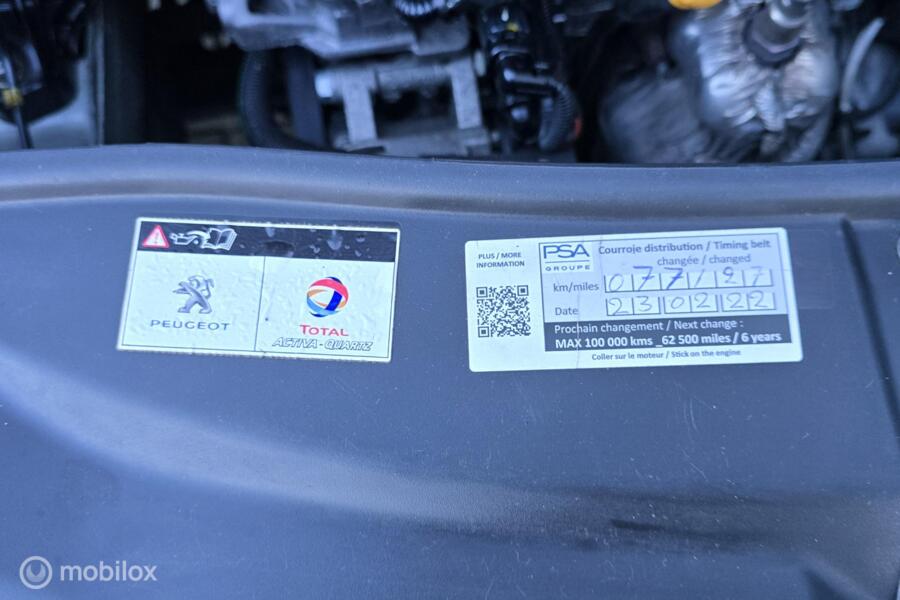 PEUGEOT
TOTAL
ACTIVA-QUARTZ
PLUS / MORE
INFORMATION
PSA
GROUPE
Courroie distribution / Timing belt
changée / changed
km/miles 077127
Date 230222
Prochain changement / Next change :
MAX 100 000 kms _62 500 miles / 6 years
Coller sur le moteur / Stick on the engine
mobilox